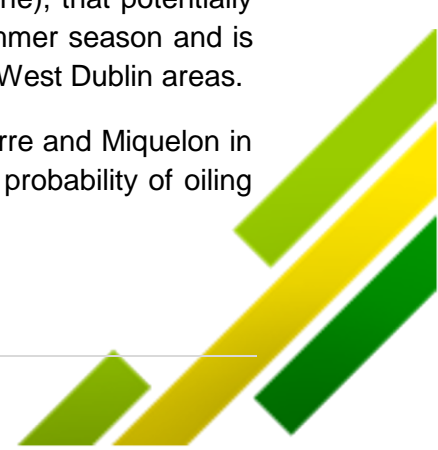 ne), that potentially
mmer season and is
West Dublin areas.
rre and Miquelon in
probability of oiling